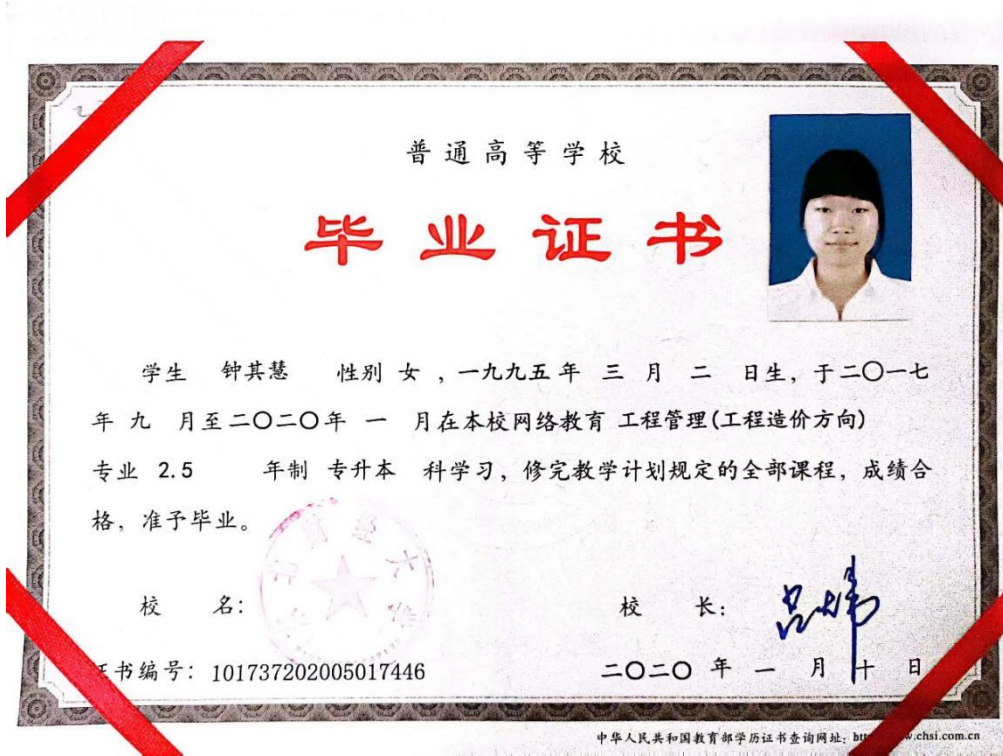 普通高等学校
毕业证书
学生 钟其慧 性别 女 ,一九九五年 三 月 二 日生, 于二〇一七
年 九 月至二〇二〇年 一 月在本校网络教育 工程管理(工程造价方向)
专业 2.5 年制 专升本 科学习, 修完教学计划规定的全部课程, 成绩合
格, 准予毕业。
校 名:
校 长:
书编号: 101737202005017446
二〇二〇 年 一 月 十 日
中华人民共和国教育部学历证书查询网址: .chsi.com.cn